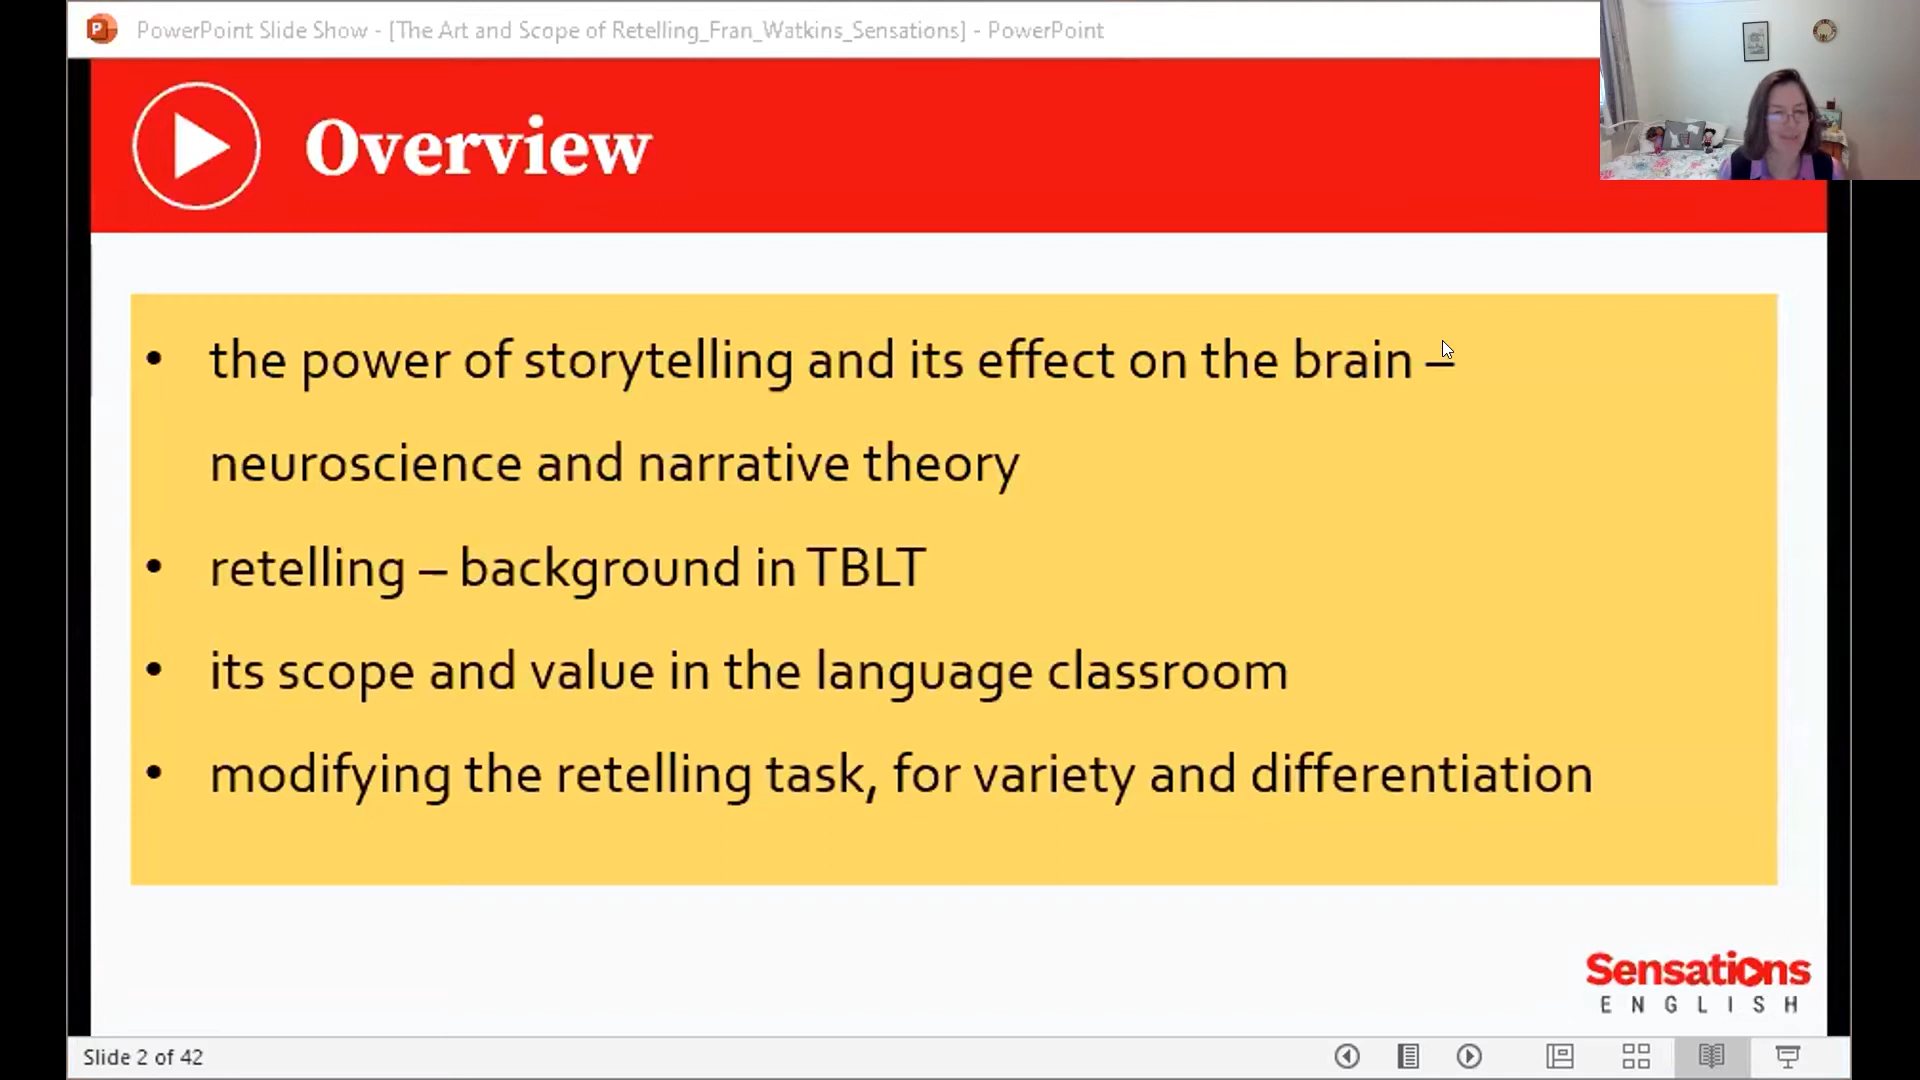 PowerPoint Slide Show - [The Art and Scope of Retelling_Fran_Watkins_Sensations] - PowerPoint
Overview
• the power of storytelling and its effect on the brain –
neuroscience and narrative theory
• retelling – background in TBLT
• its scope and value in the language classroom
• modifying the retelling task, for variety and differentiation
Sensations
ENGLISH
Slide 2 of 42